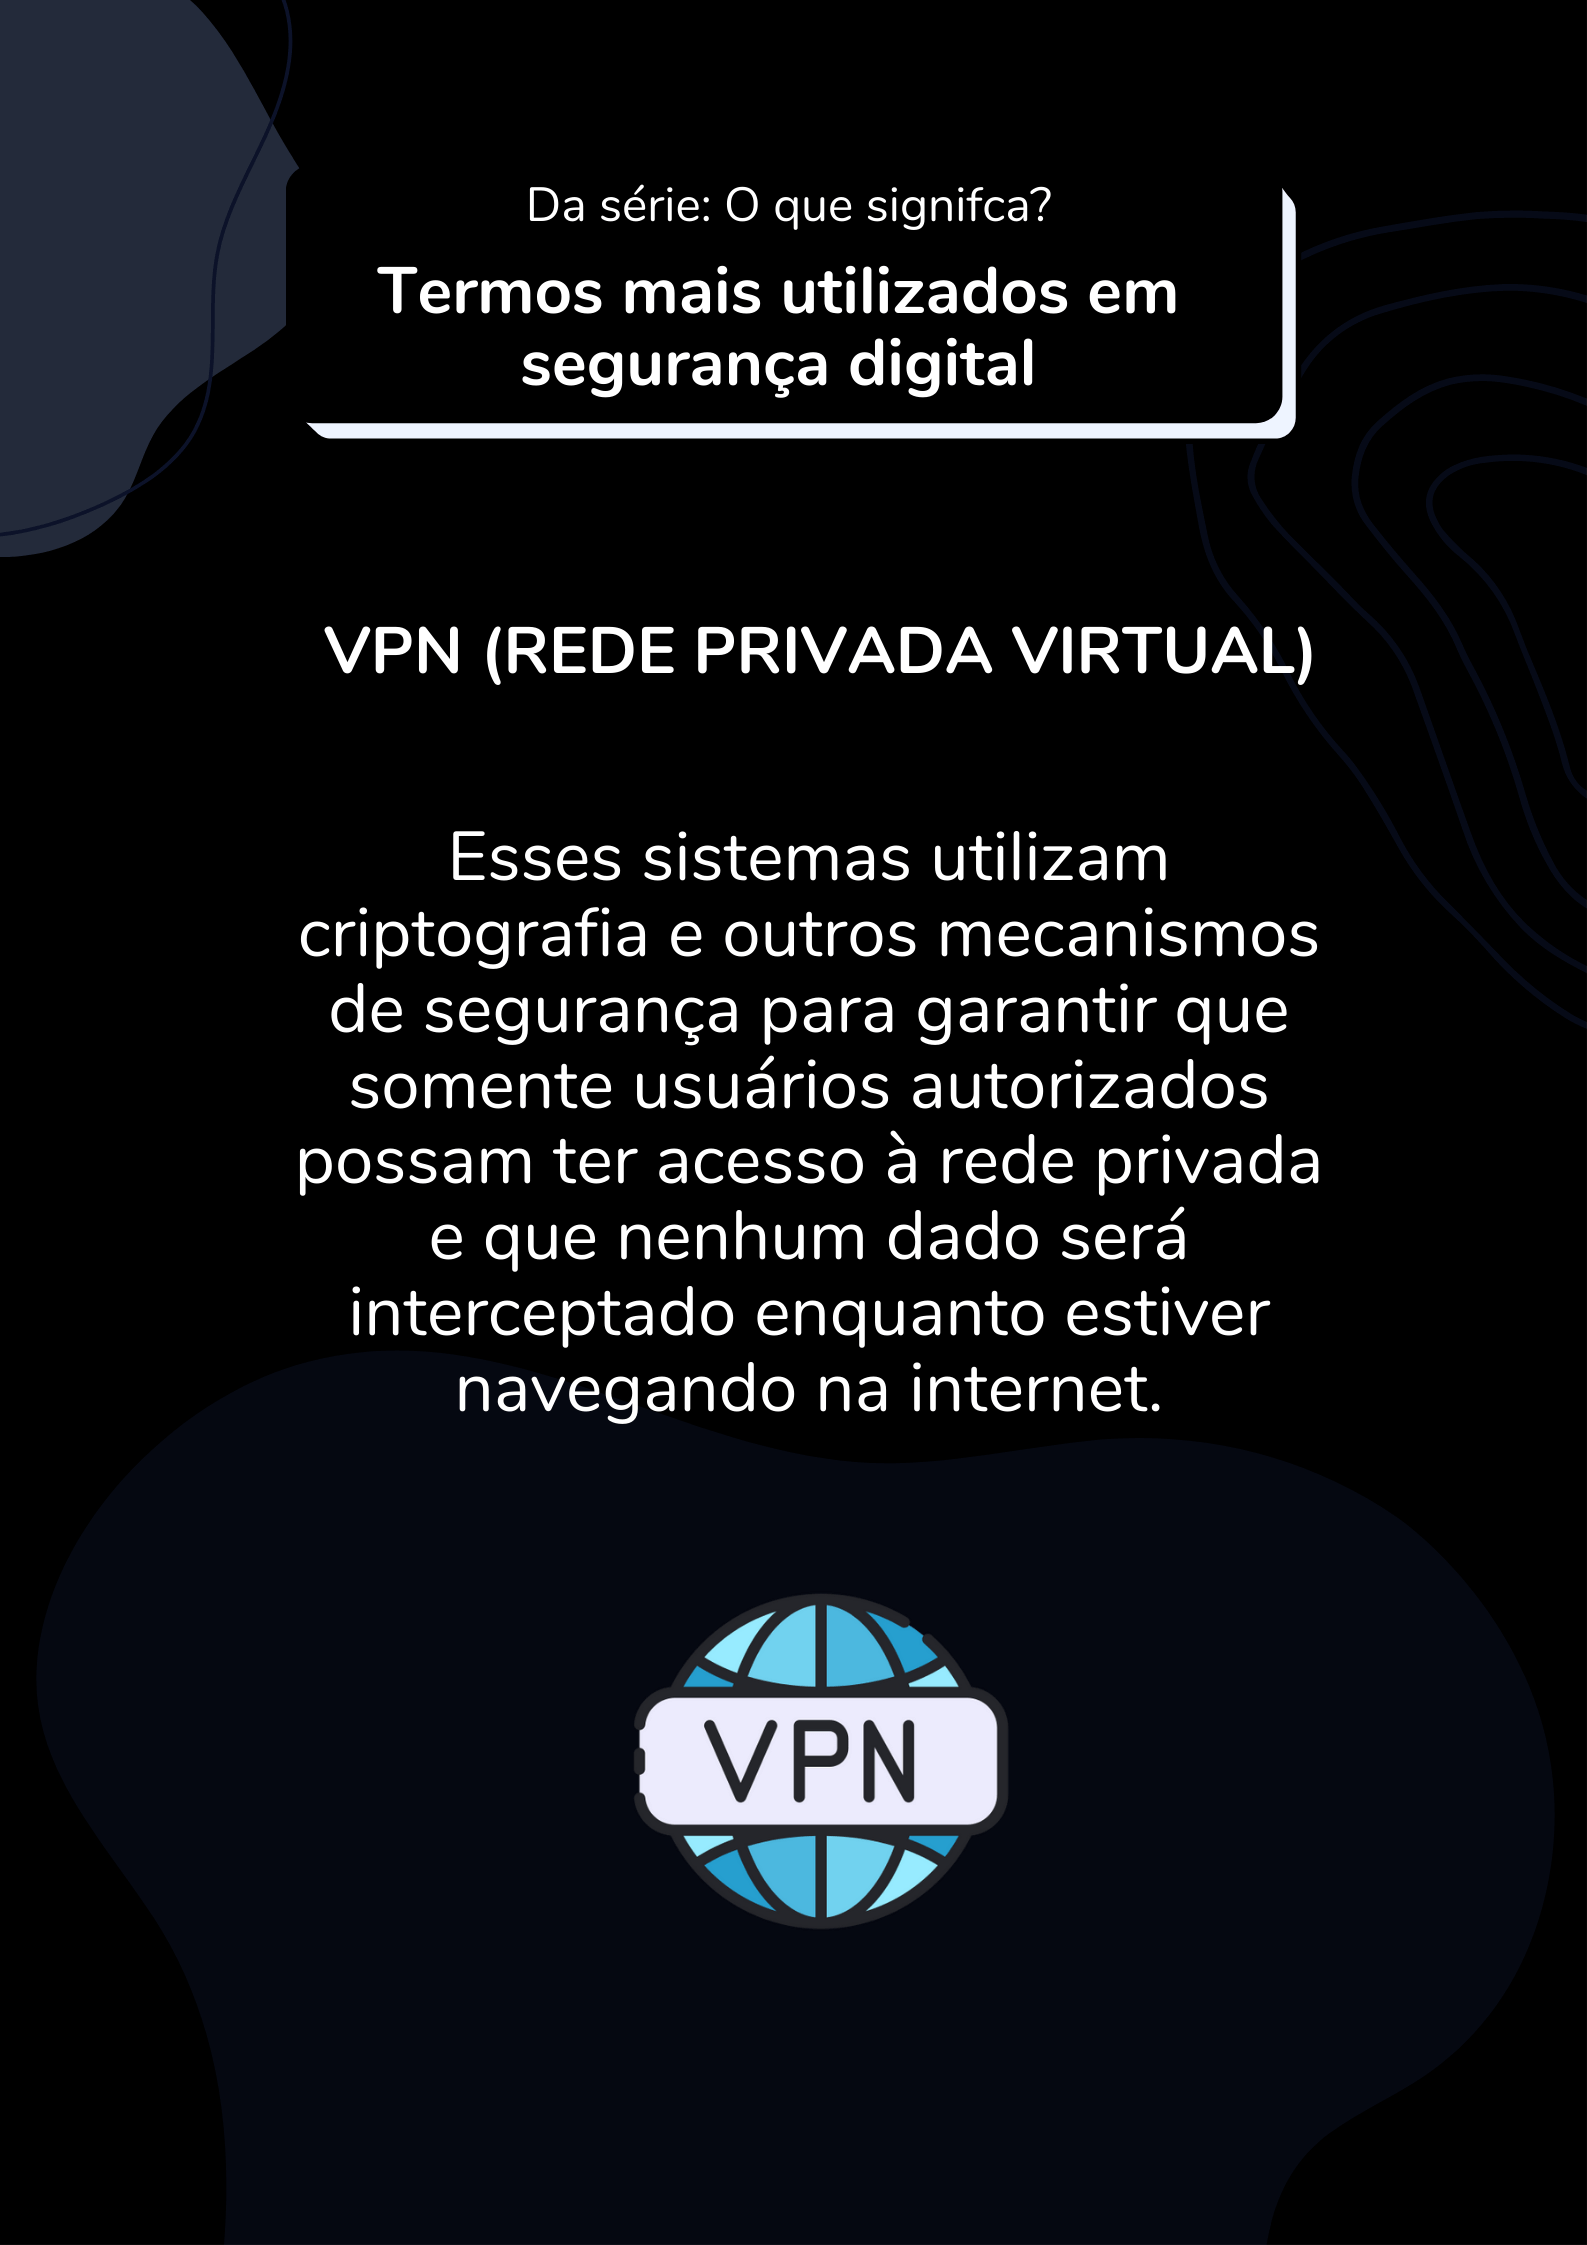 Da série: O que signifca?
Termos mais utilizados em
segurança digital
VPN (REDE PRIVADA VIRTUAL)
Esses sistemas utilizam
criptografia e outros mecanismos
de segurança para garantir que
somente usuários autorizados
possam ter acesso à rede privada
e que nenhum dado será
interceptado enquanto estiver
navegando na internet.
VPN